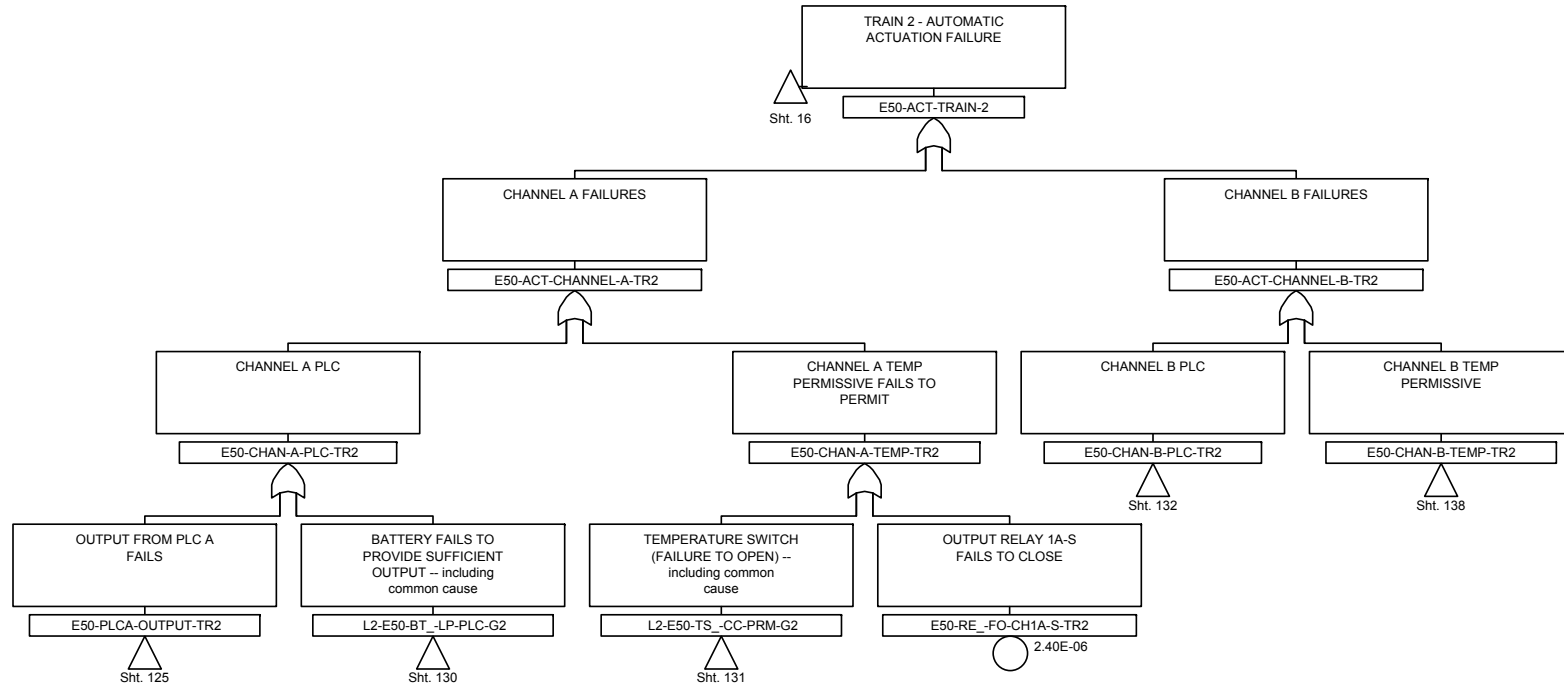 TRAIN 2 - AUTOMATIC
ACTUATION FAILURE
E50-ACT-TRAIN-2
Sht. 16
CHANNEL A FAILURES
E50-ACT-CHANNEL-A-TR2
CHANNEL B FAILURES
E50-ACT-CHANNEL-B-TR2
CHANNEL A PLC
E50-CHAN-A-PLC-TR2
CHANNEL A TEMP
PERMISSIVE FAILS TO
PERMIT
E50-CHAN-A-TEMP-TR2
CHANNEL B PLC
E50-CHAN-B-PLC-TR2
Sht. 132
CHANNEL B TEMP
PERMISSIVE
E50-CHAN-B-TEMP-TR2
Sht. 138
OUTPUT FROM PLC A
FAILS
E50-PLCA-OUTPUT-TR2
Sht. 125
BATTERY FAILS TO
PROVIDE SUFFICIENT
OUTPUT -- including
common cause
L2-E50-BT_-LP-PLC-G2
Sht. 130
TEMPERATURE SWITCH
(FAILURE TO OPEN) --
including common
cause
L2-E50-TS_-CC-PRM-G2
Sht. 131
OUTPUT RELAY 1A-S
FAILS TO CLOSE
E50-RE_-FO-CH1A-S-TR2
2.40E-06